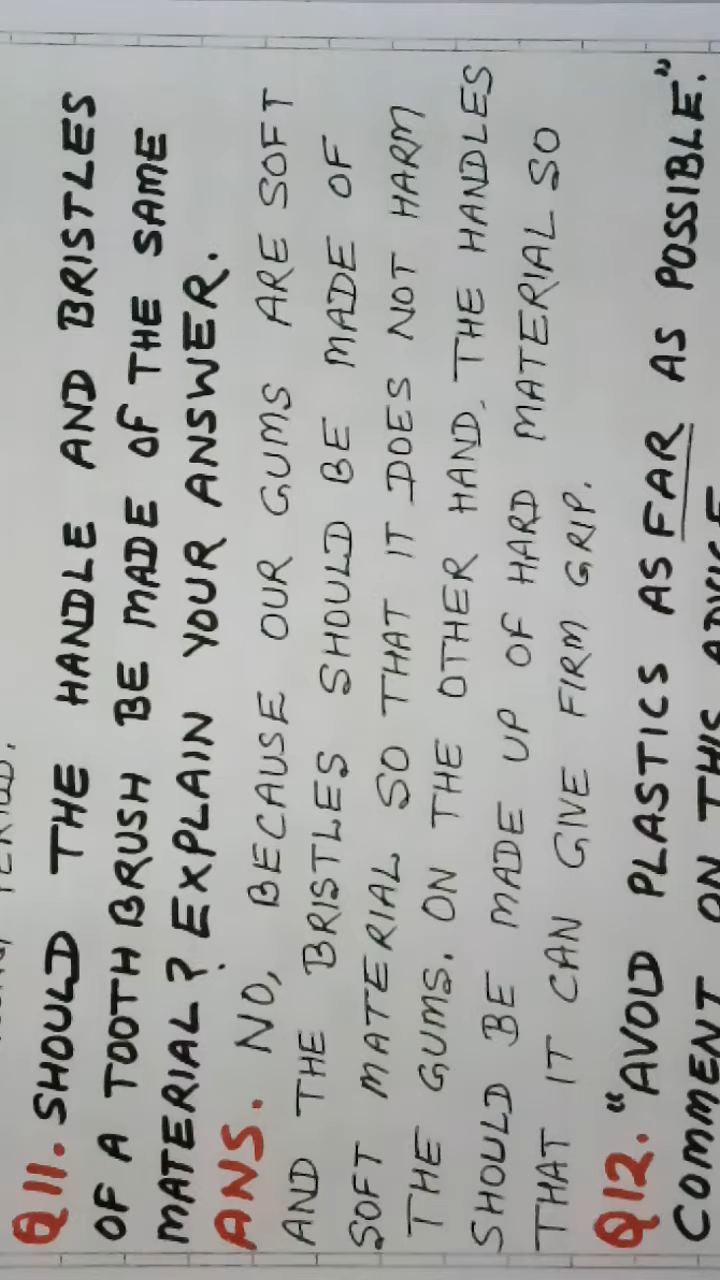 Q11. SHOULD THE HANDLE AND BRISTLES
OF A TOOTH BRUSH BE MADE OF THE SAME
MATERIAL? EXPLAIN YOUR ANSWER.
ANS. NO, BECAUSE OUR GUMS ARE SOFT
AND THE BRISTLES SHOULD BE MADE OF
SOFT MATERIAL SO THAT IT DOES NOT HARM
THE GUMS. ON THE OTHER HAND, THE HANDLES
SHOULD BE MADE UP OF HARD MATERIAL SO
THAT IT CAN GIVE FIRM GRIP.
Q12. "AVOID PLASTICS AS FAR AS POSSIBLE."
COMMENT ON THIS ADVICE